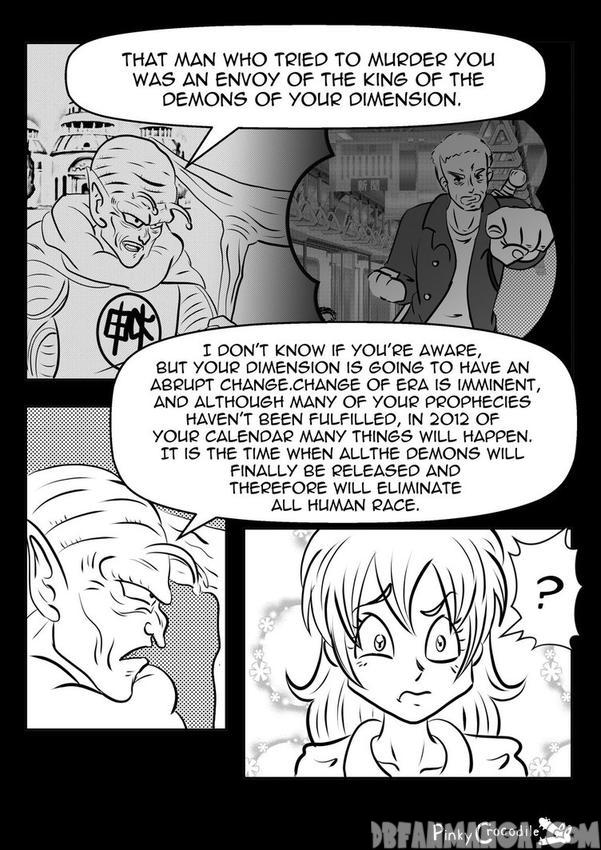 THAT MAN WHO TRIED TO MURDER YOU
WAS AN ENVOY OF THE KING OF THE
DEMONS OF YOUR DIMENSION.
新聞
I DON'T KNOW IF YOU'RE AWARE,
BUT YOUR DIMENSION IS GOING TO HAVE AN
ABRUPT CHANGE.CHANGE OF ERA IS IMMINENT,
AND ALTHOUGH MANY OF YOUR PROPHECIES
HAVEN'T BEEN FULFILLED, IN 2012 OF
YOUR CALENDAR MANY THINGS WILL HAPPEN.
IT IS THE TIME WHEN ALLTHE DEMONS WILL
FINALLY BE RELEASED AND
THEREFORE WILL ELIMINATE
ALL HUMAN RACE.
?
Pinky Crocodile
DBFANMANGA.COM